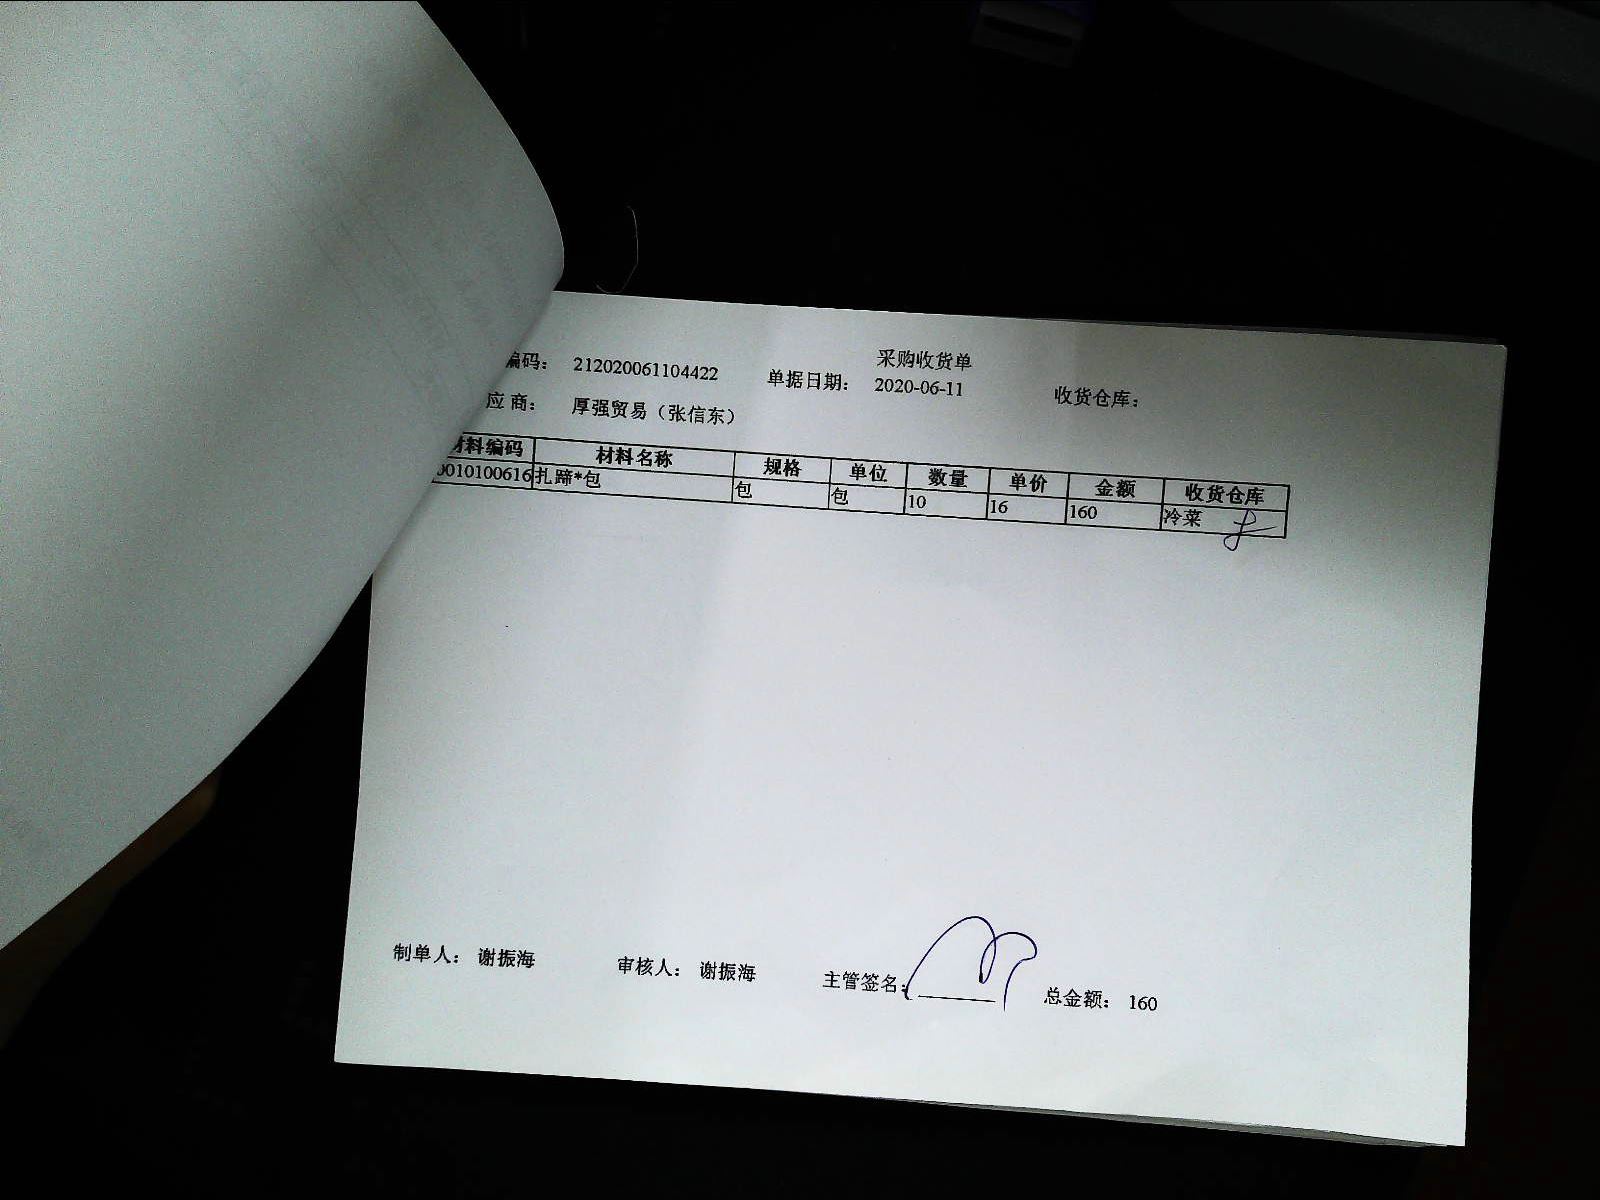 采购收货单
编码： 212020061104422 单据日期： 2020-06-11 收货仓库：
应商： 厚强贸易（张信东）
材料编码 材料名称 规格 单位 数量 单价 金额 收货仓库
0010100616 扎蹄*包 包 包 10 16 160 冷菜
制单人： 谢振海 审核人： 谢振海 主管签名： 总金额： 160